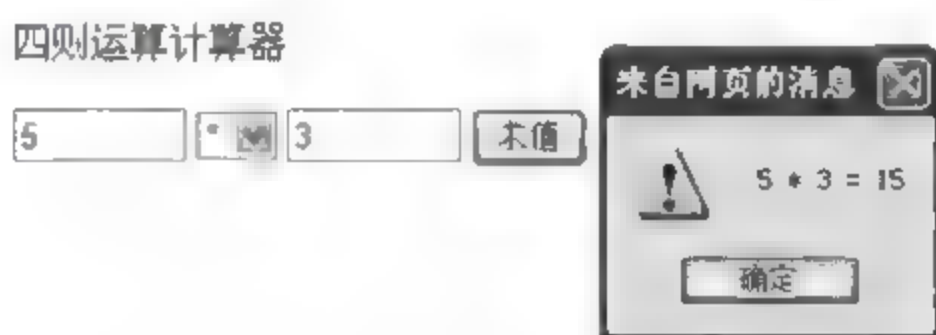 四则运算计算器
5 * 3 求值
来自网页的消息
5 * 3 = 15
确定